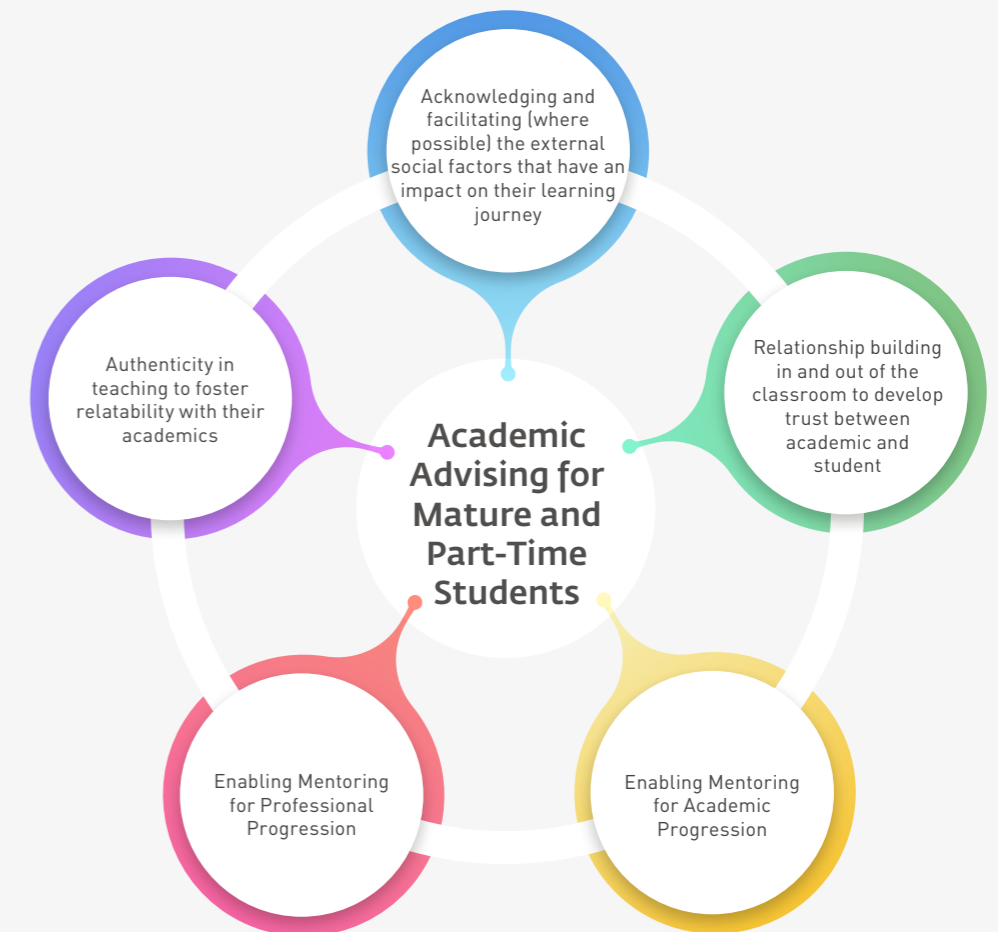 Acknowledging and
facilitating (where
possible) the external
social factors that have an
impact on their learning
journey
Relationship building
in and out of the
classroom to develop
trust between
academic and
student
Authenticity in
teaching to foster
relatability with their
academics
Academic
Advising for
Mature and
Part-Time
Students
Enabling Mentoring
for Professional
Progression
Enabling Mentoring
for Academic
Progression